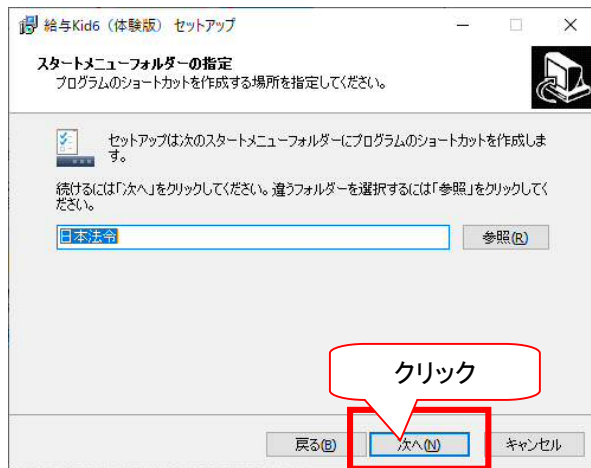 給与Kid6（体験版） セットアップ
スタートメニューフォルダーの指定
プログラムのショートカットを作成する場所を指定してください。
セットアップは次のスタートメニューフォルダーにプログラムのショートカットを作成しま
す。
続けるには「次へ」をクリックしてください。違うフォルダーを選択するには「参照」をクリックしてく
ださい。
日本法令
参照(R)
クリック
戻る(B)
次へ(N)
キャンセル